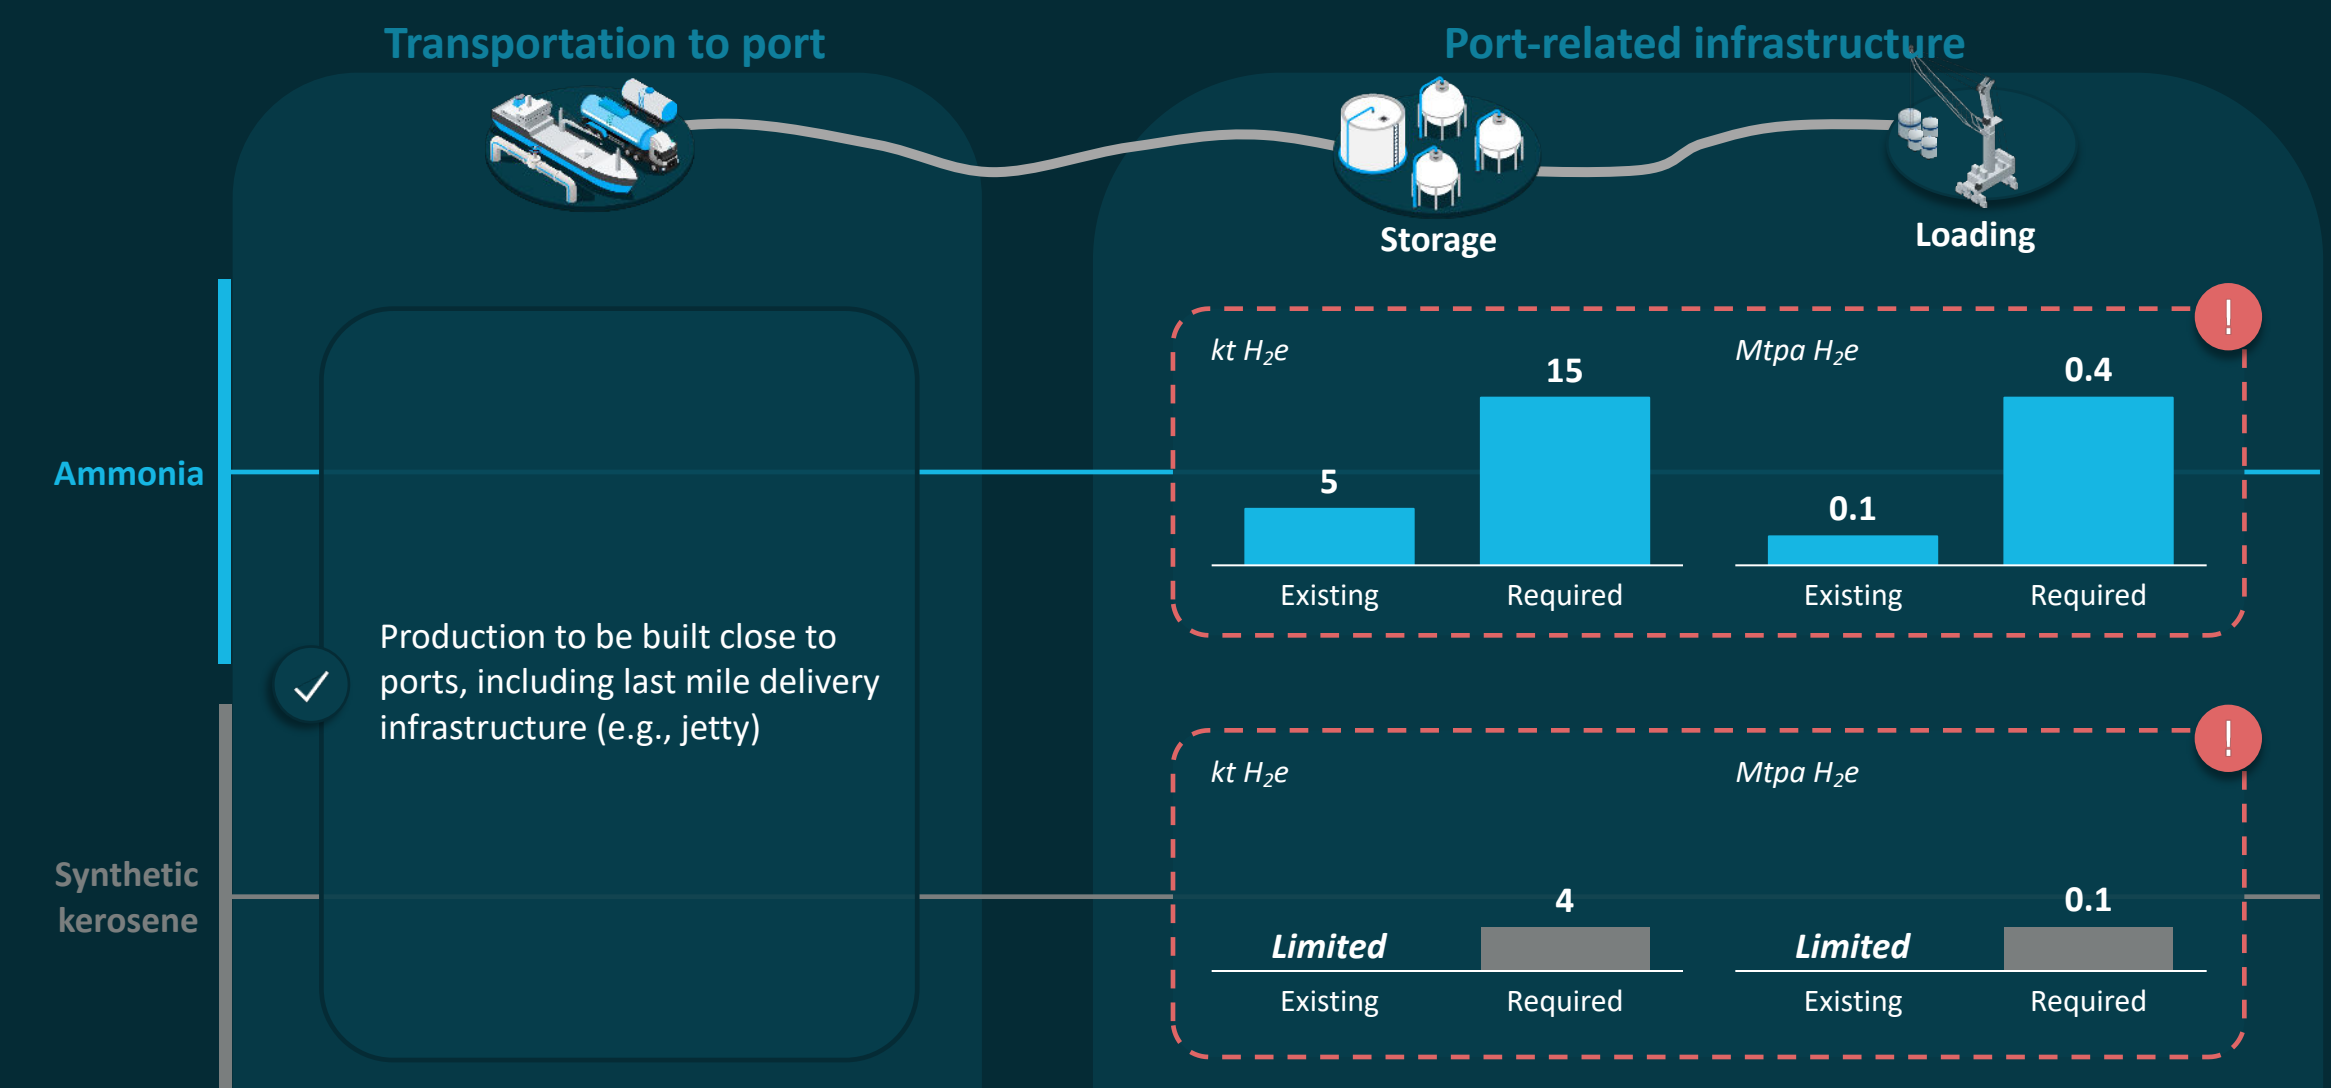 Transportation to port
Port-related infrastructure
Storage
Loading
Ammonia
Production to be built close to
ports, including last mile delivery
infrastructure (e.g., jetty)
kt H₂e
5
15
Existing
Required
Mtpa H₂e
0.1
0.4
Existing
Required
!
Synthetic
kerosene
kt H₂e
Limited
4
Existing
Required
Mtpa H₂e
Limited
0.1
Existing
Required
!